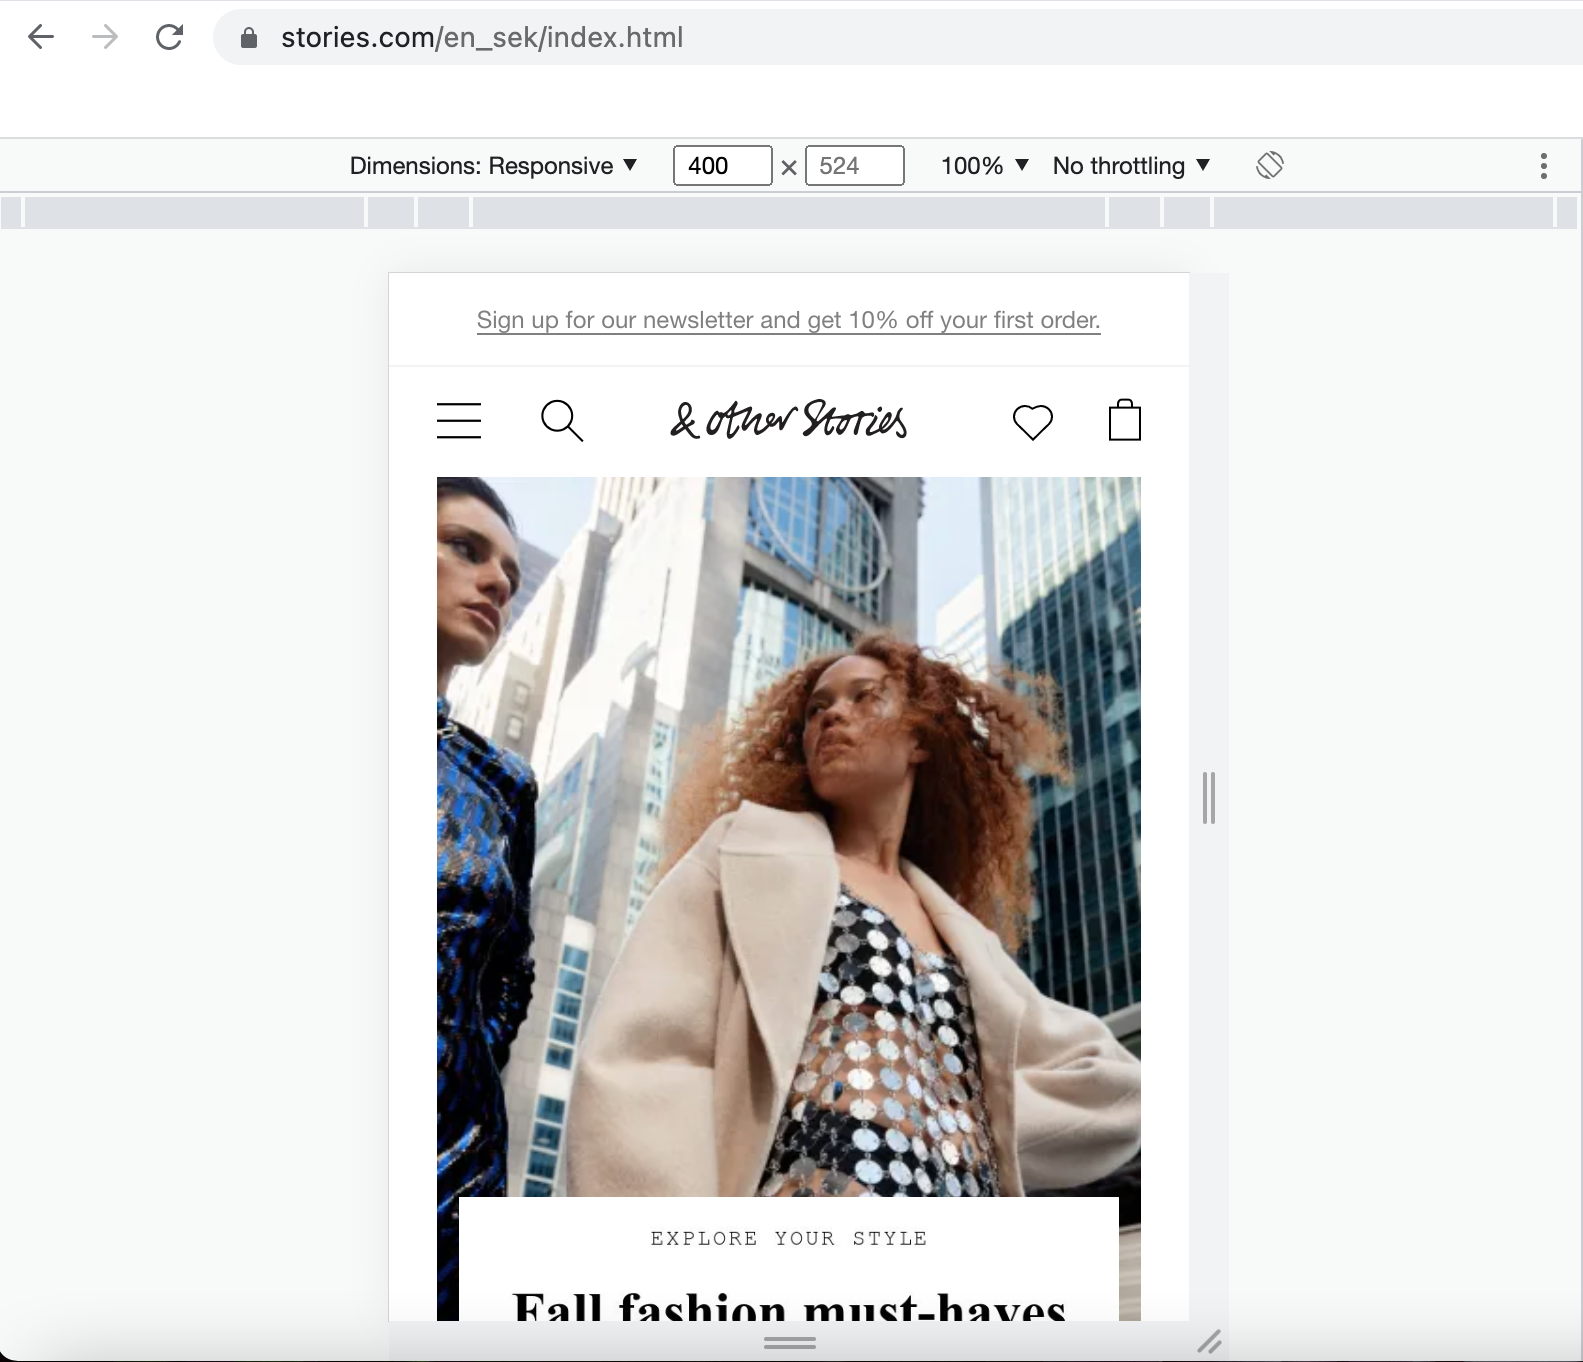 stories.com/en_sek/index.html
Dimensions: Responsive ▼ 400 × 524 100% ▼ No throttling ▼
Sign up for our newsletter and get 10% off your first order.
& other Stories
EXPLORE YOUR STYLE
Fall fashion must-haves